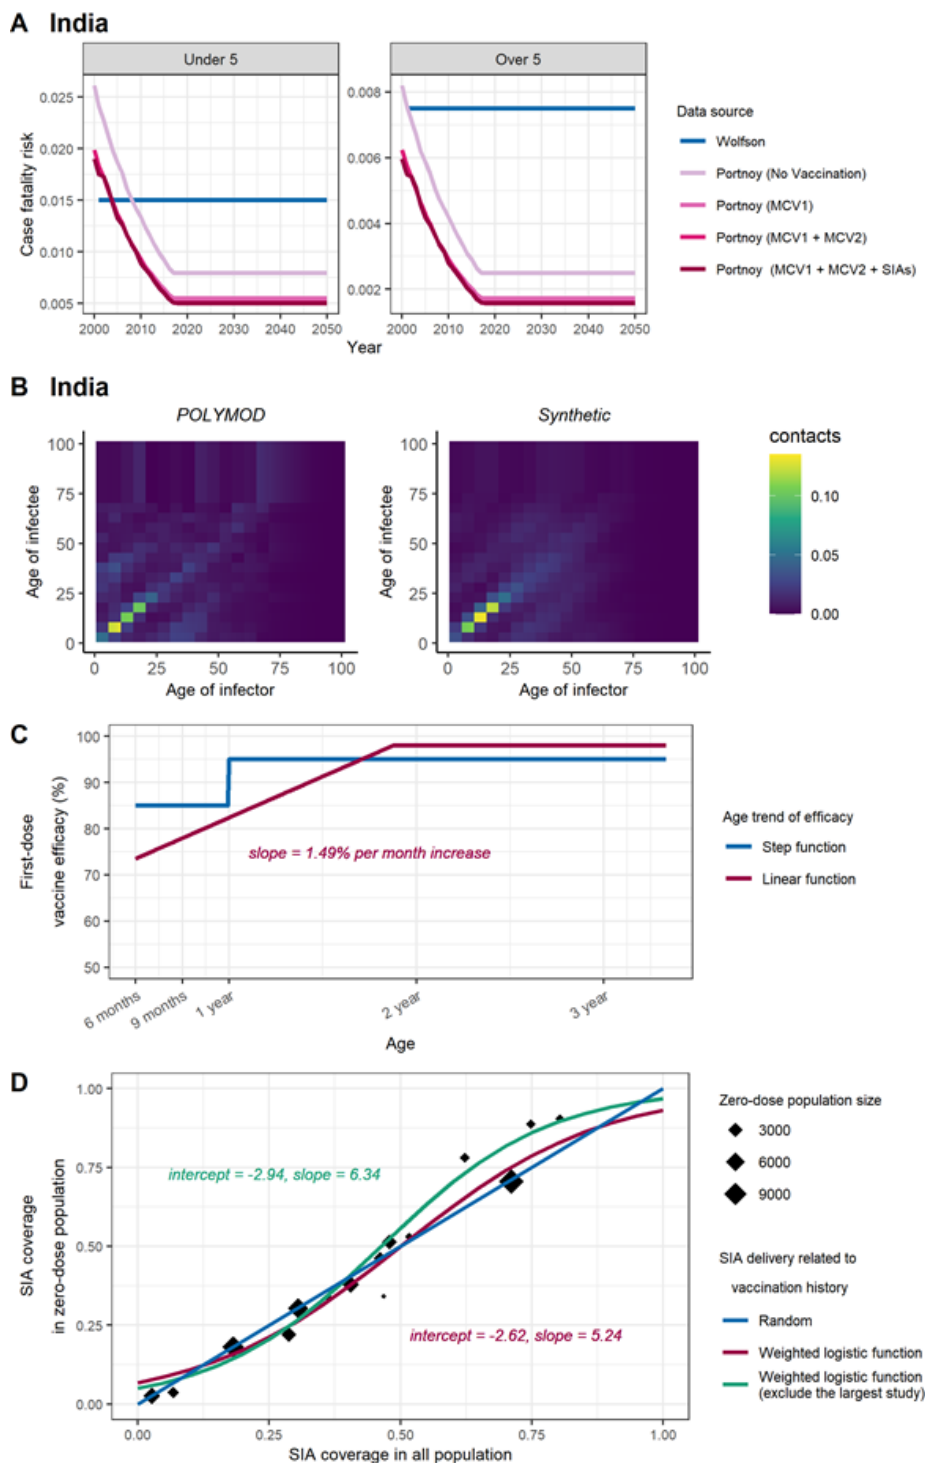 A India
Under 5
Over 5
Case fatality risk
0.025
0.020
0.015
0.010
0.005
0.008
0.006
0.004
0.002
2000 2010 2020 2030 2040 2050
2000 2010 2020 2030 2040 2050
Year
Data source
Wolfson
Portnoy (No Vaccination)
Portnoy (MCV1)
Portnoy (MCV1 + MCV2)
Portnoy (MCV1 + MCV2 + SIAs)
B India
POLYMOD
Synthetic
Age of infectee
100
75
50
25
0
0 25 50 75 100
Age of infector
Age of infectee
100
75
50
25
0
0 25 50 75 100
Age of infector
contacts
0.10
0.05
0.00
C
First-dose
vaccine efficacy (%)
100
90
80
70
60
50
slope = 1.49% per month increase
6 months
9 months
1 year
2 year
3 year
Age
Age trend of efficacy
Step function
Linear function
D
SIA coverage
in zero-dose population
1.00
0.75
0.50
0.25
0.00
intercept = -2.94, slope = 6.34
intercept = -2.62, slope = 5.24
0.00 0.25 0.50 0.75 1.00
SIA coverage in all population
Zero-dose population size
3000
6000
9000
SIA delivery related to
vaccination history
Random
Weighted logistic function
Weighted logistic function
(exclude the largest study)